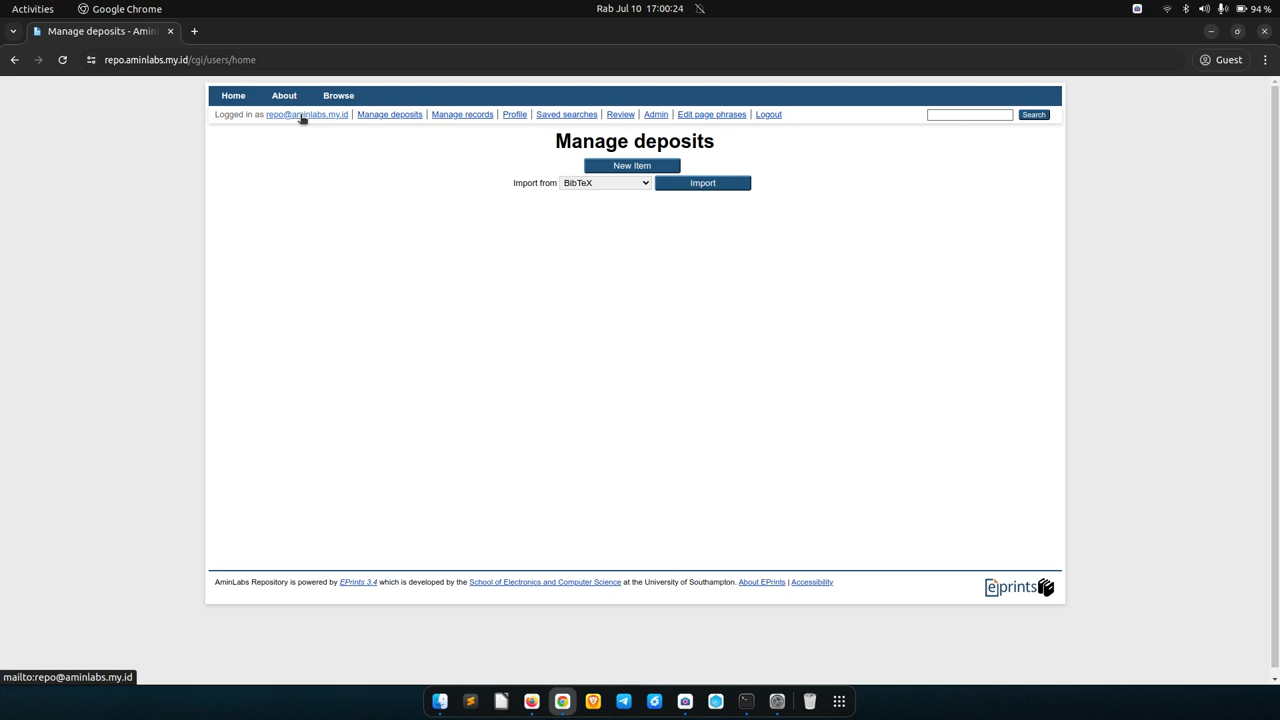 Activities Google Chrome Rab Jul 10 17:00:24 94 %
Manage deposits - Amin
repo.aminlabs.my.id/cgi/users/home Guest
Home About Browse
Logged in as repo@aminlabs.my.id | Manage deposits | Manage records | Profile | Saved searches | Review | Admin | Edit page phrases | Logout Search
Manage deposits
New Item
Import from BibTeX Import
AminLabs Repository is powered by EPrints 3.4 which is developed by the School of Electronics and Computer Science at the University of Southampton. About EPrints | Accessibility
eprints
mailto:repo@aminlabs.my.id